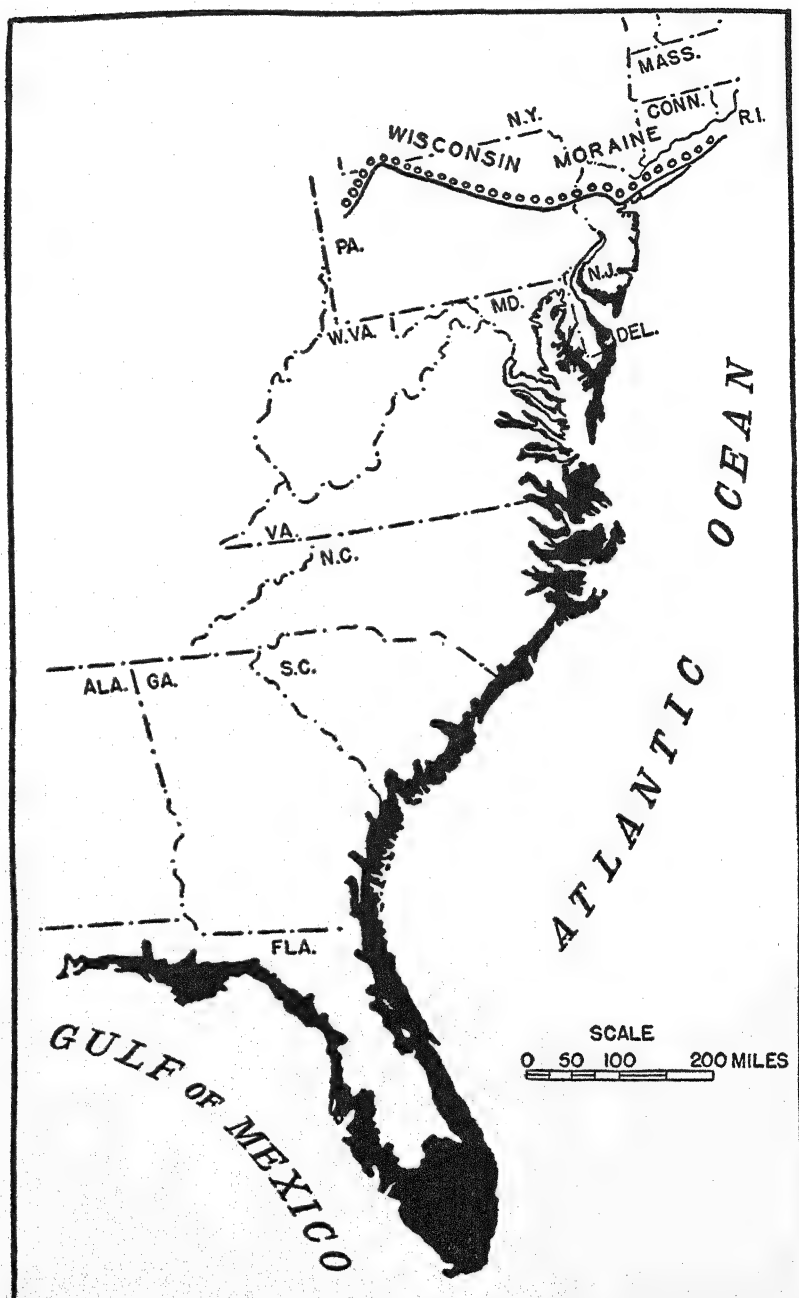 MASS.
CONN.
N.Y.
R.I.
WISCONSIN MORAINE
PA.
N.J.
MD.
W.VA.
DEL.
VA.
N.C.
S.C.
ALA. GA.
FLA.
ATLANTIC OCEAN
GULF OF MEXICO
SCALE
0 50 100 200 MILES